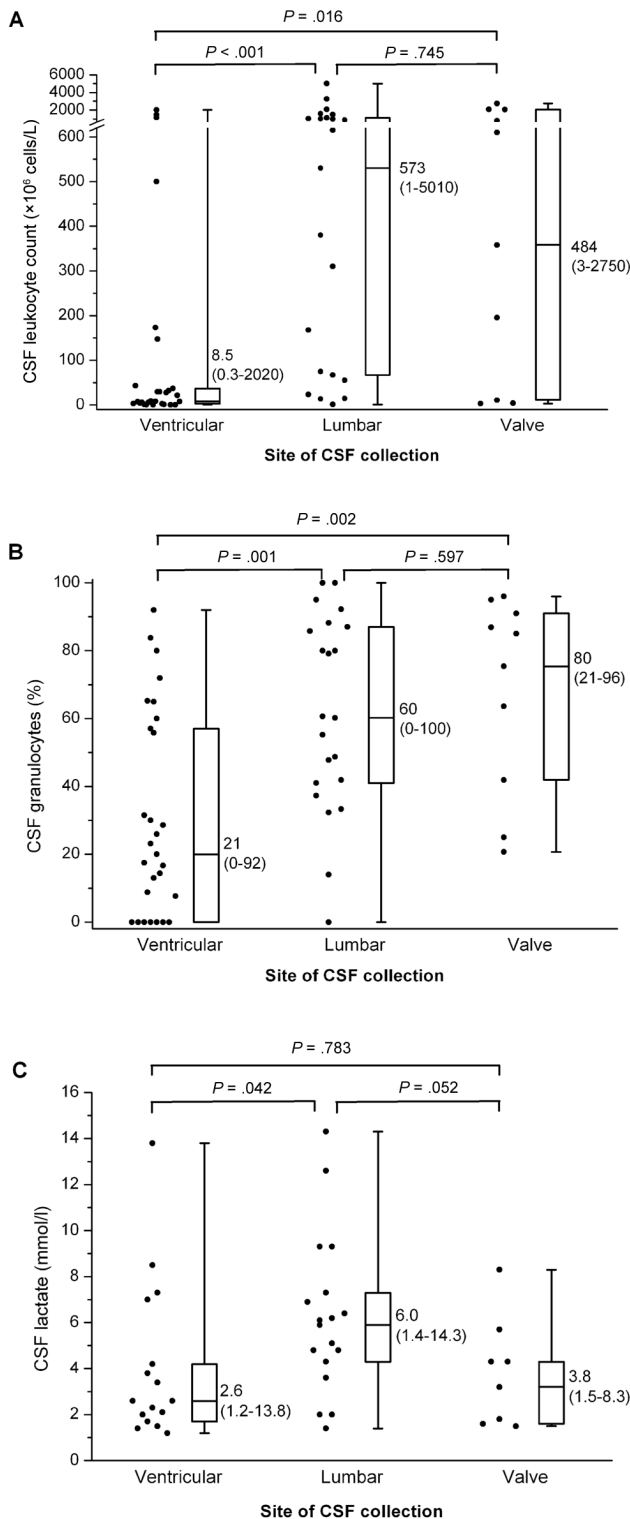 A
P = .016
P < .001
P = .745
6000
4000
2000
600
500
400
300
200
100
0
CSF leukocyte count (×10⁶ cells/L)
8.5
(0.3-2020)
573
(1-5010)
484
(3-2750)
Ventricular
Lumbar
Valve
Site of CSF collection
B
P = .002
P = .001
P = .597
100
80
60
40
20
0
CSF granulocytes (%)
21
(0-92)
60
(0-100)
80
(21-96)
Ventricular
Lumbar
Valve
Site of CSF collection
C
P = .783
P = .042
P = .052
16
14
12
10
8
6
4
2
0
CSF lactate (mmol/l)
2.6
(1.2-13.8)
6.0
(1.4-14.3)
3.8
(1.5-8.3)
Ventricular
Lumbar
Valve
Site of CSF collection